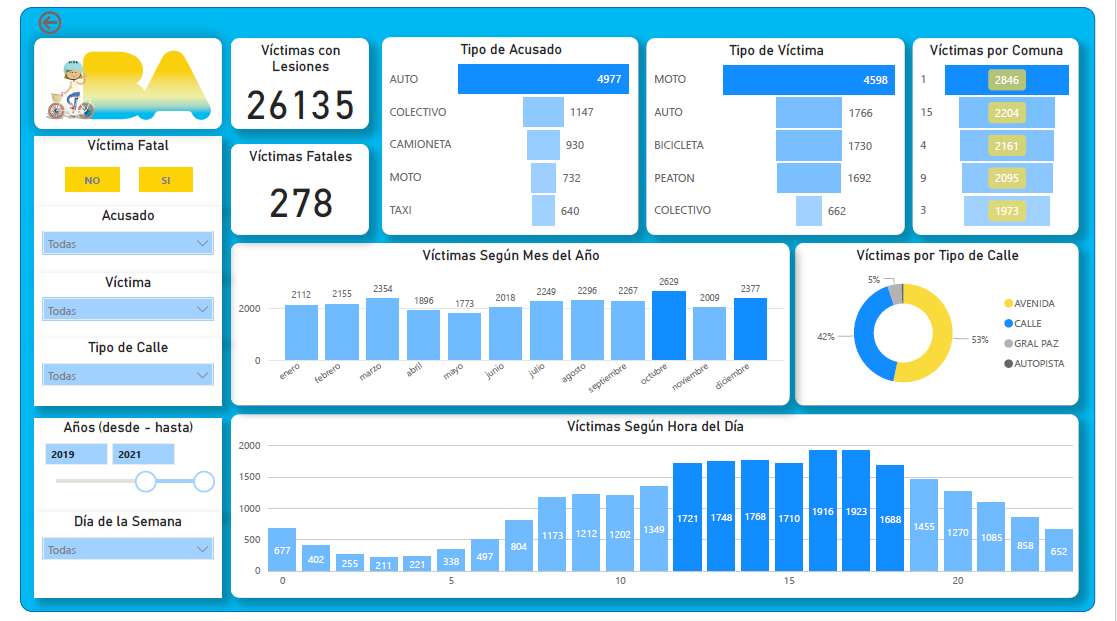 BA
Víctima Fatal
NO
SI
Acusado
Todas
Víctima
Todas
Tipo de Calle
Todas
Años (desde - hasta)
2019
2021
Día de la Semana
Todas
Víctimas con
Lesiones
26135
Víctimas Fatales
278
Tipo de Acusado
AUTO 4977
COLECTIVO 1147
CAMIONETA 930
MOTO 732
TAXI 640
Tipo de Víctima
MOTO 4598
AUTO 1766
BICICLETA 1730
PEATON 1692
COLECTIVO 662
Víctimas por Comuna
1 2846
15 2204
4 2161
9 2095
3 1973
Víctimas Según Mes del Año
2000
0
2112 2155 2354 1896 1773 2018 2249 2296 2267 2629 2009 2377
enero febrero marzo abril mayo junio julio agosto septiembre octubre noviembre diciembre
Víctimas por Tipo de Calle
5%
42%
53%
AVENIDA
CALLE
GRAL PAZ
AUTOPISTA
Víctimas Según Hora del Día
2000
1500
1000
500
0
677 402 255 211 221 338 497 804 1173 1212 1202 1349 1721 1748 1768 1710 1916 1923 1688 1455 1270 1085 858 652
0 5 10 15 20